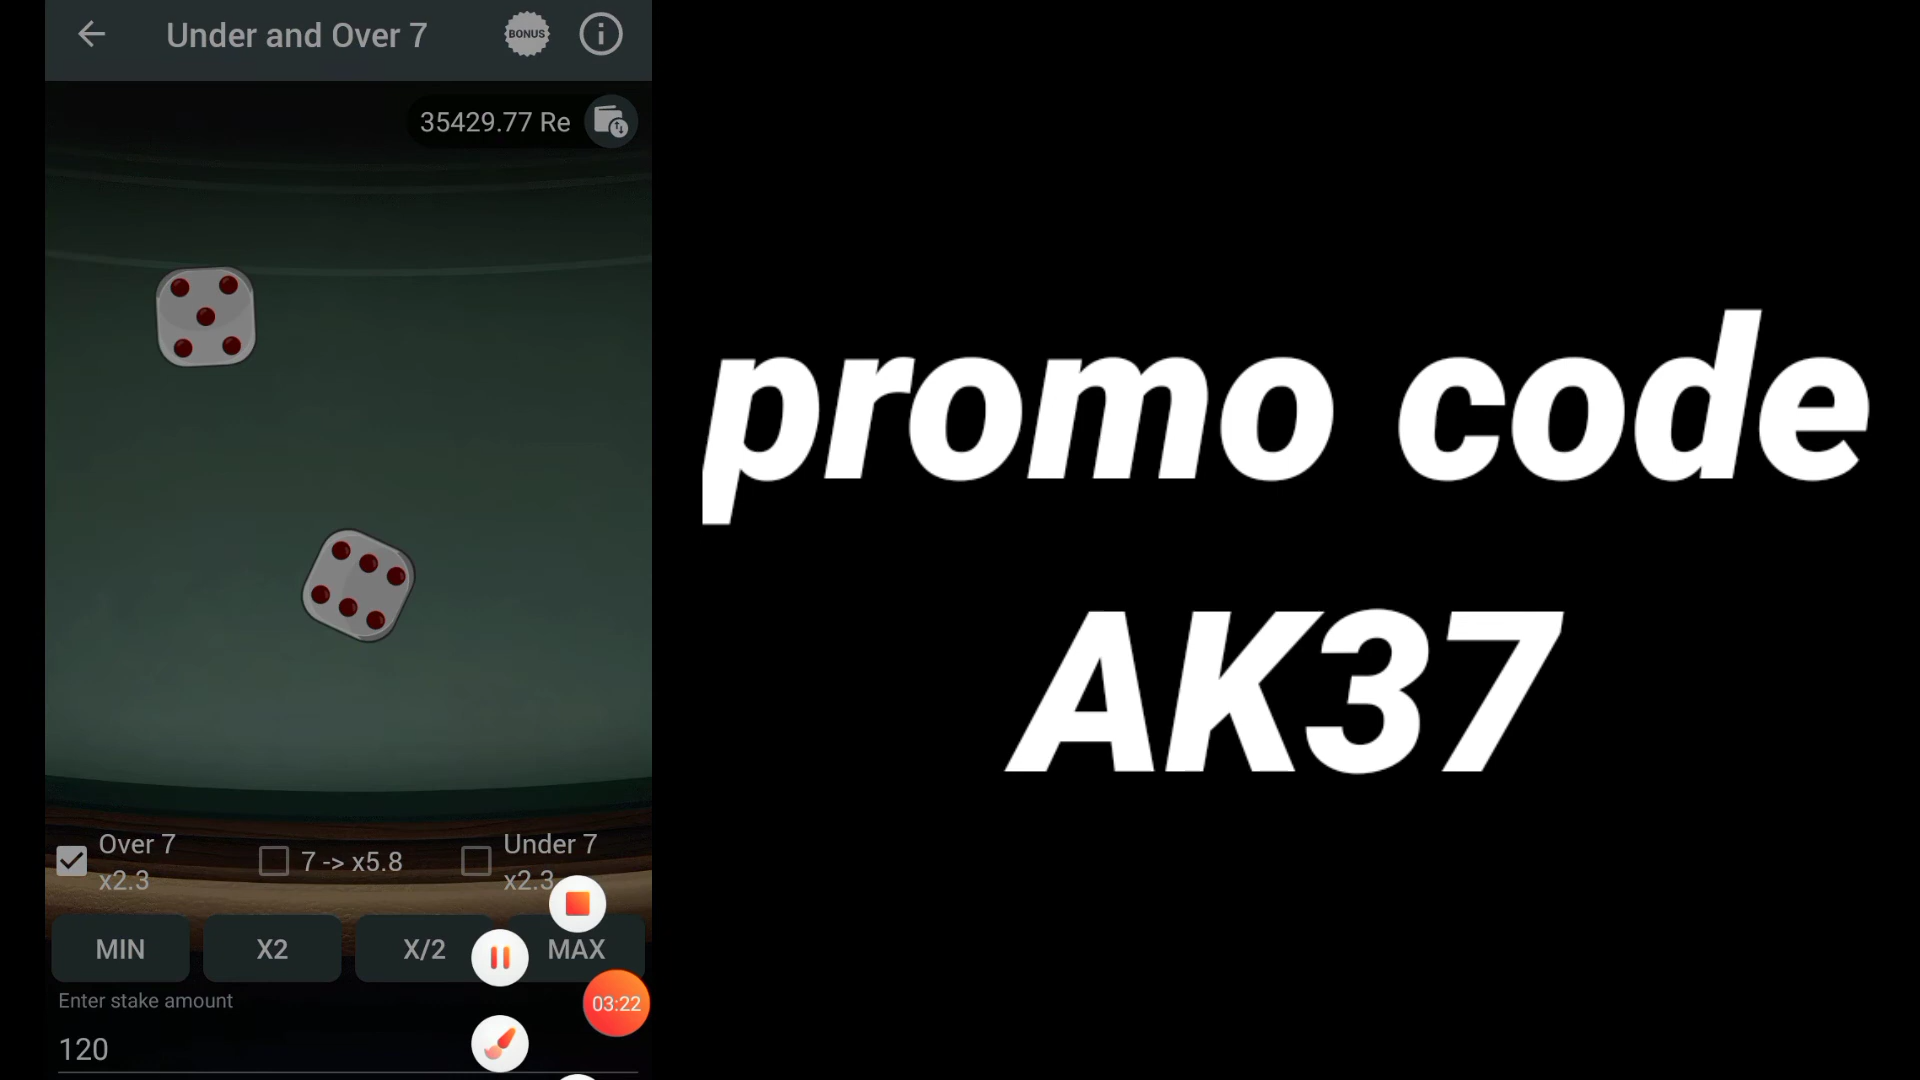 Under and Over 7
BONUS
35429.77 Re
promo code
AK37
Over 7
x2.3
7 -> x5.8
Under 7
x2.3
MIN
X2
X/2
MAX
Enter stake amount
03:22
120